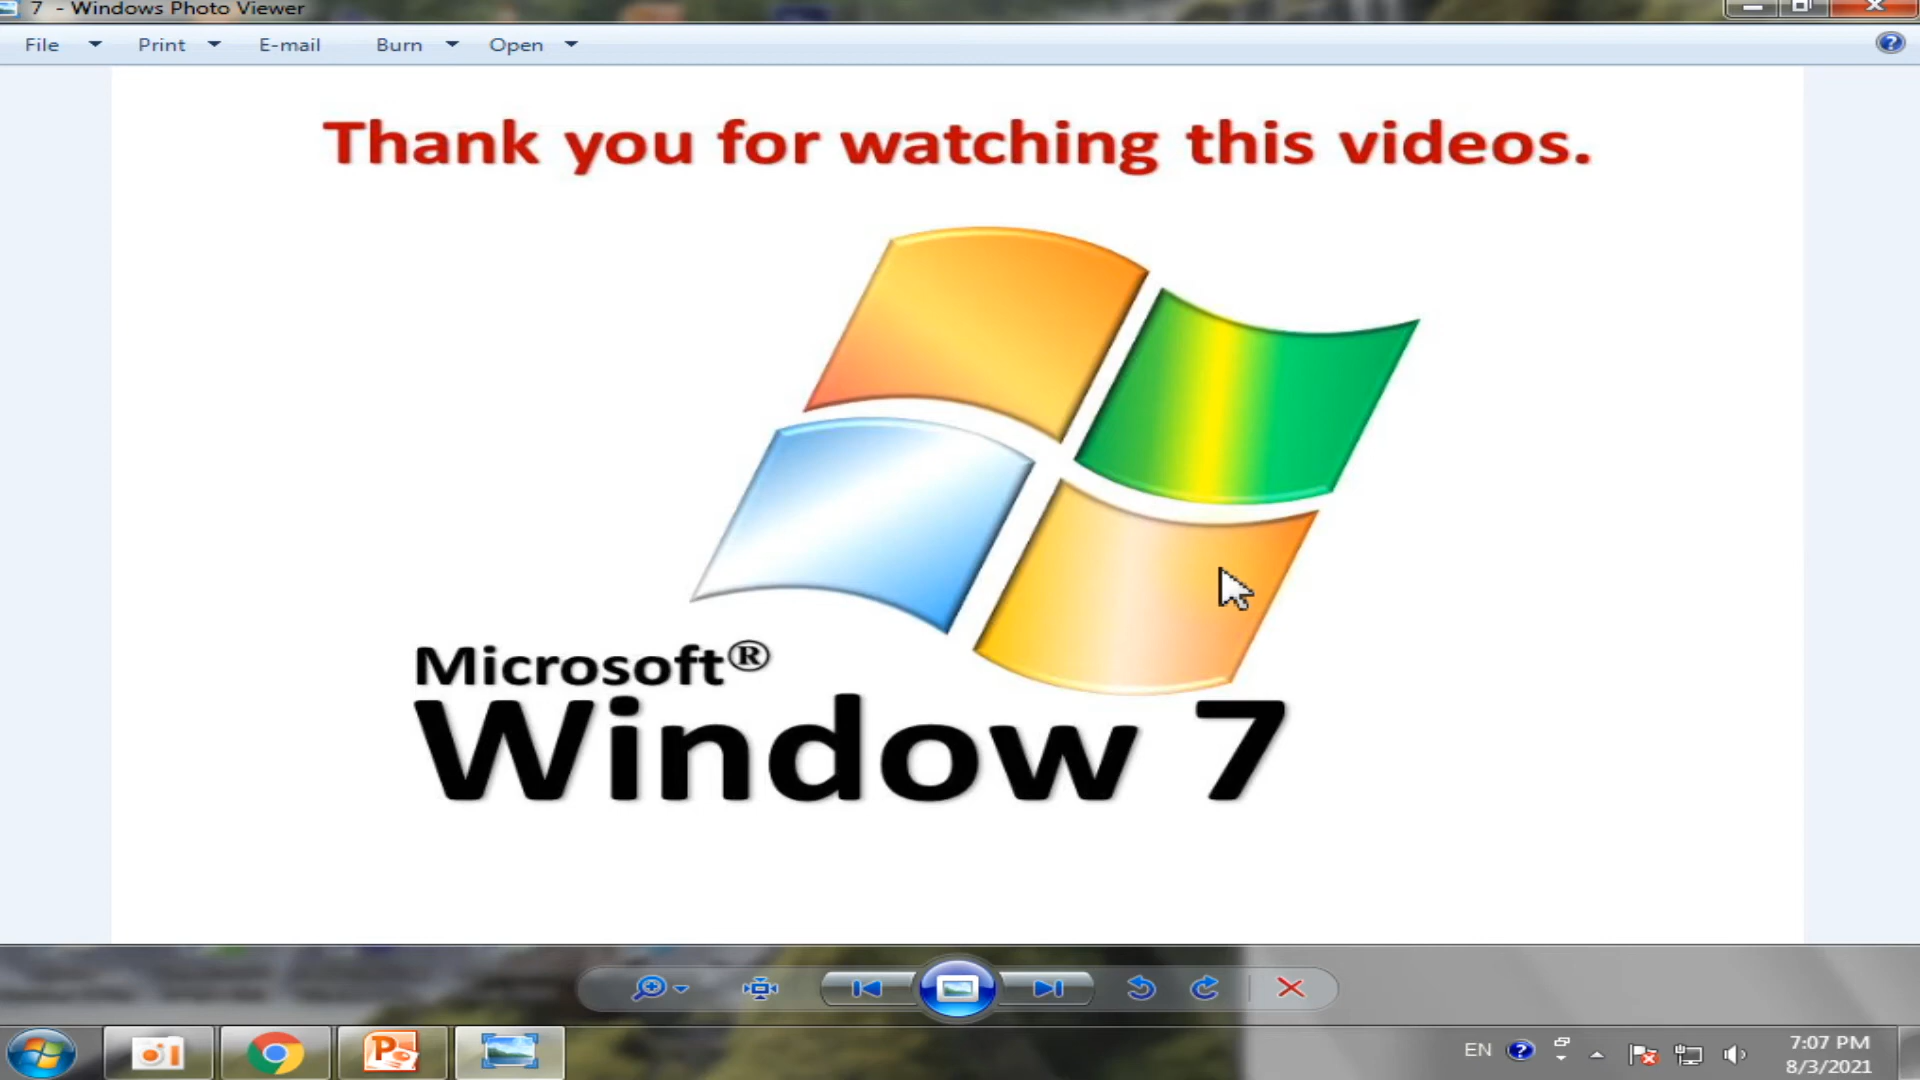 7 - Windows Photo Viewer
File Print E-mail Burn Open
Thank you for watching this videos.
Microsoft®
Window 7
EN
7:07 PM
8/3/2021